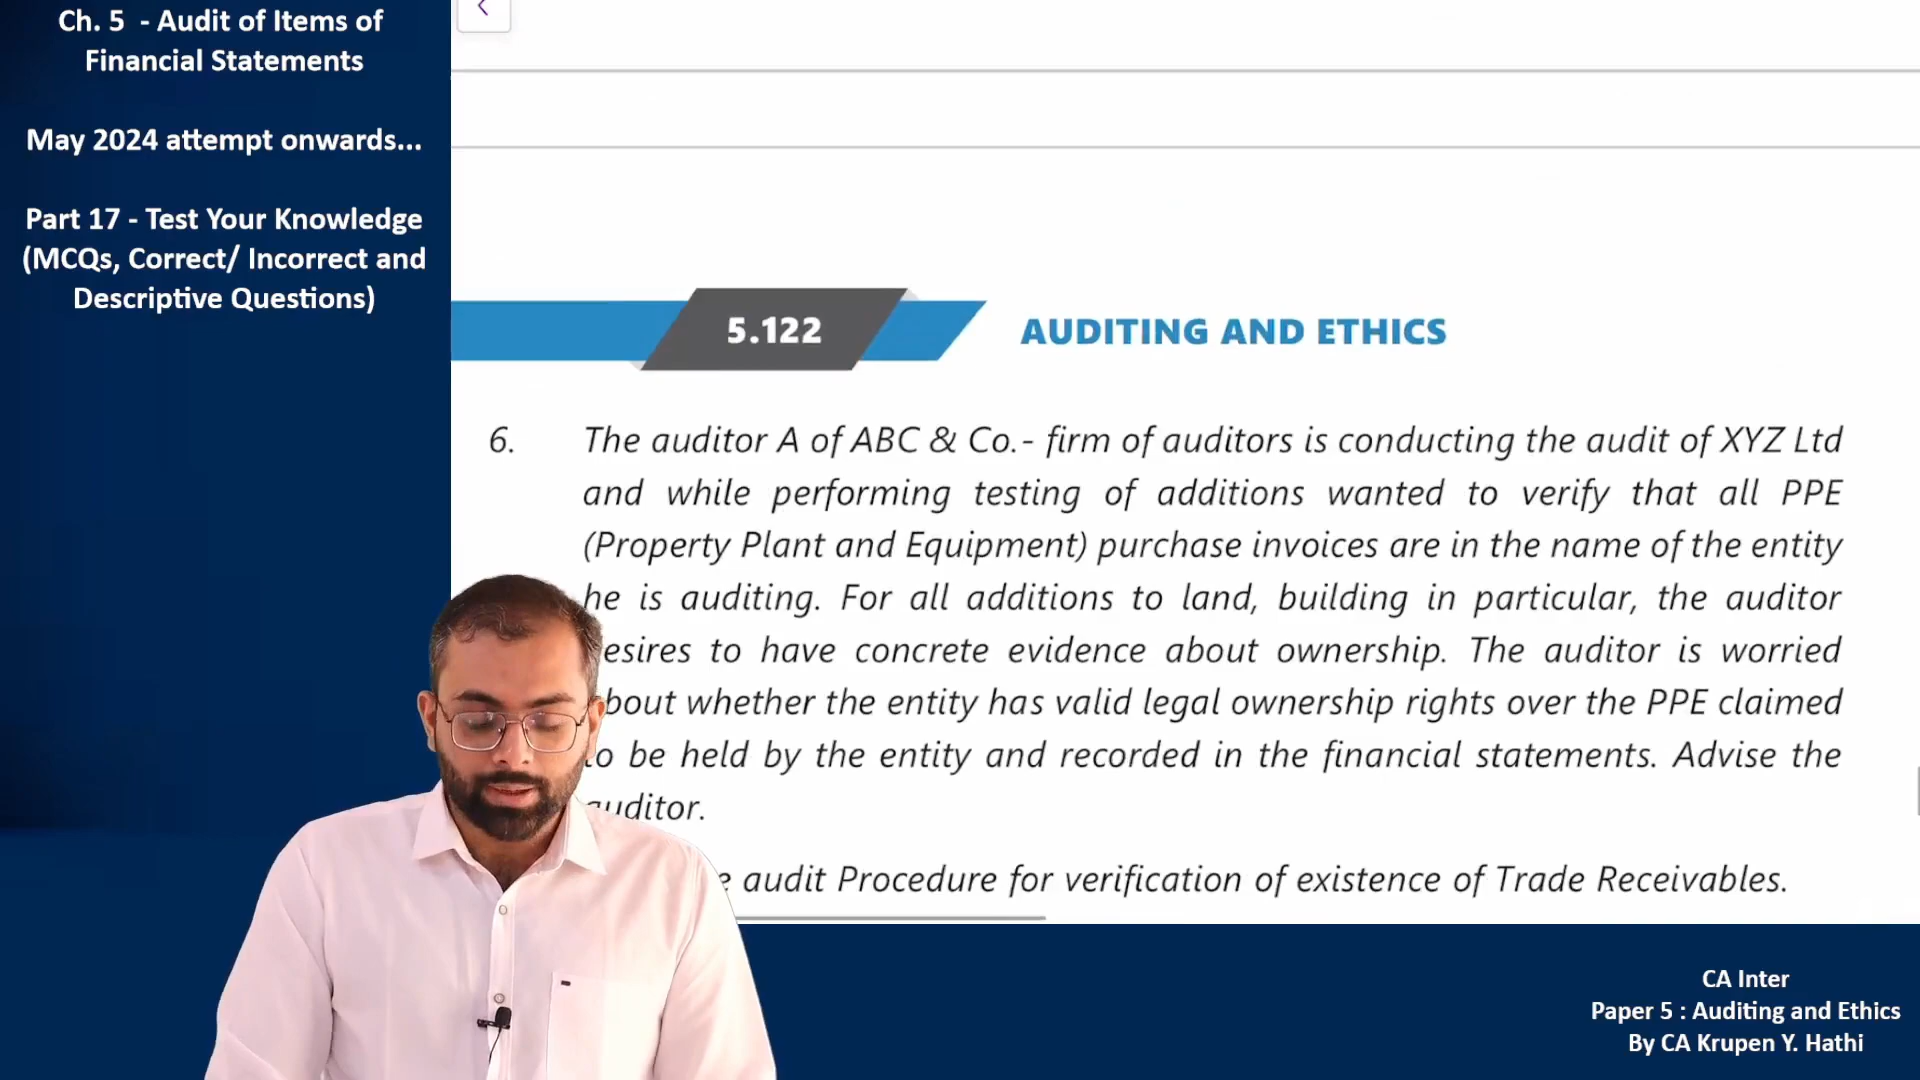 Ch. 5 - Audit of Items of
Financial Statements
May 2024 attempt onwards...
Part 17 - Test Your Knowledge
(MCQs, Correct/ Incorrect and
Descriptive Questions)
5.122
AUDITING AND ETHICS
6. The auditor A of ABC & Co.- firm of auditors is conducting the audit of XYZ Ltd
and while performing testing of additions wanted to verify that all PPE
(Property Plant and Equipment) purchase invoices are in the name of the entity
he is auditing. For all additions to land, building in particular, the auditor
esires to have concrete evidence about ownership. The auditor is worried
bout whether the entity has valid legal ownership rights over the PPE claimed
to be held by the entity and recorded in the financial statements. Advise the
auditor.
audit Procedure for verification of existence of Trade Receivables.
CA Inter
Paper 5 : Auditing and Ethics
By CA Krupen Y. Hathi